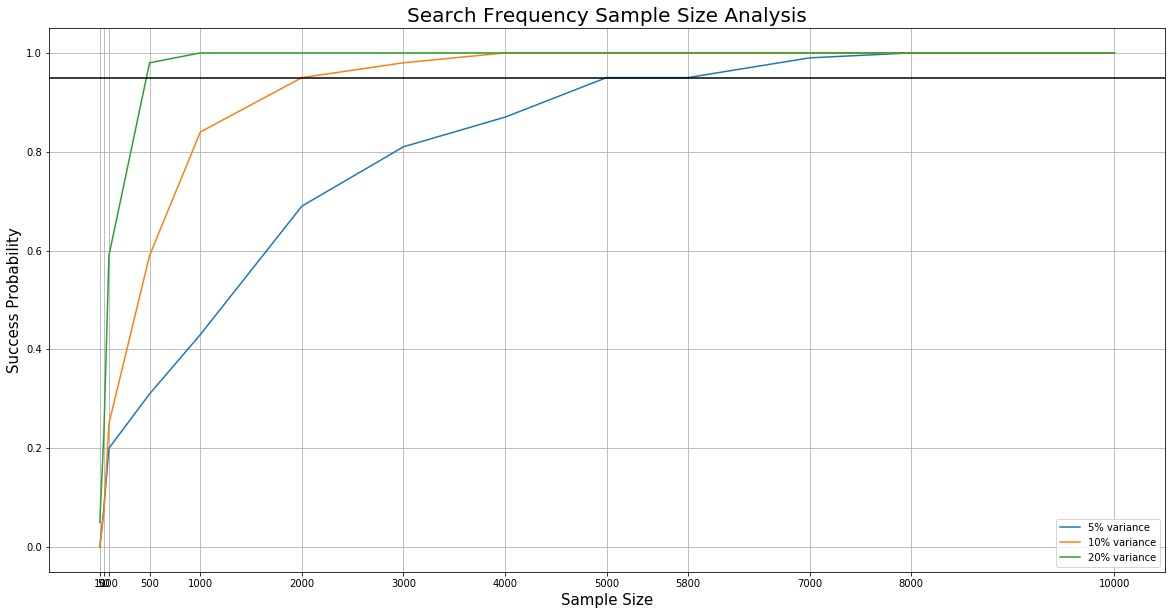 Search Frequency Sample Size Analysis
Success Probability
1.0
0.8
0.6
0.4
0.2
0.0
500 1000 2000 3000 4000 5000 5800 7000 8000 10000
Sample Size
5% variance
10% variance
20% variance